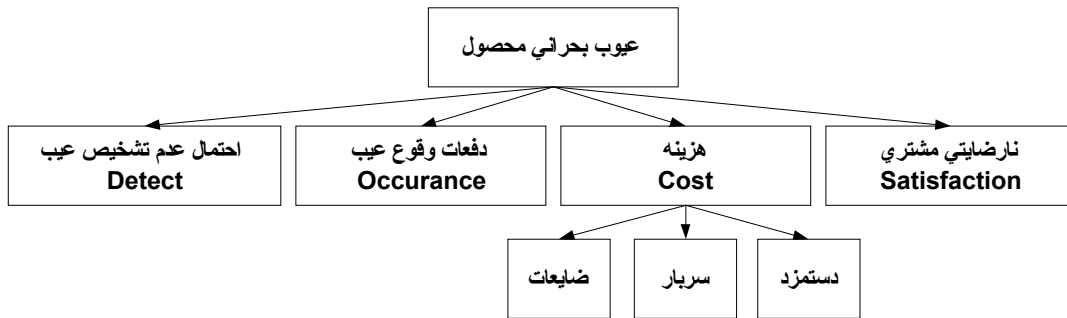 عيوب بحراني محصول
نارضايتي مشتري
Satisfaction
هزينه
Cost
دفعات وقوع عيب
Occurance
احتمال عدم تشخيص عيب
Detect
دستمزد
سربار
ضايعات